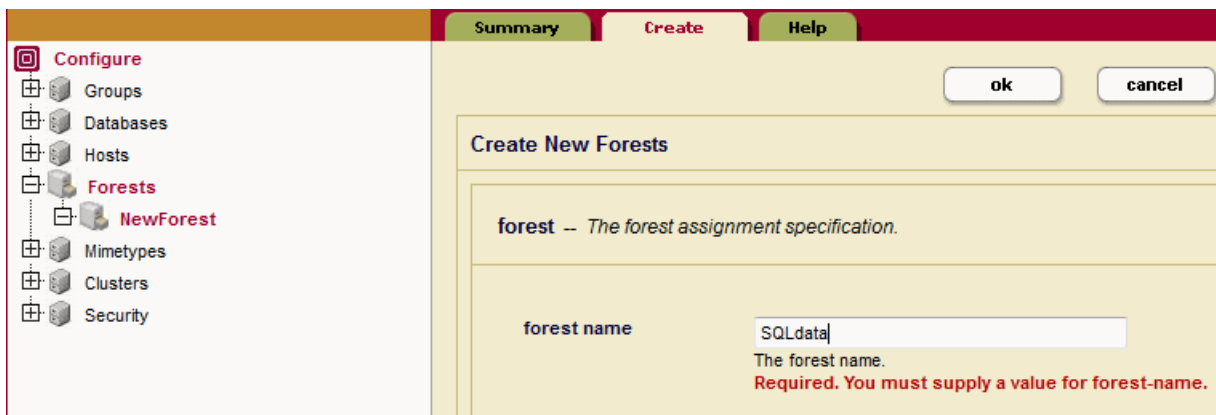 Summary Create Help
Configure
Groups
Databases
Hosts
Forests
NewForest
Mimetypes
Clusters
Security
ok cancel
Create New Forests
forest -- The forest assignment specification.
forest name SQLdata
The forest name.
Required. You must supply a value for forest-name.